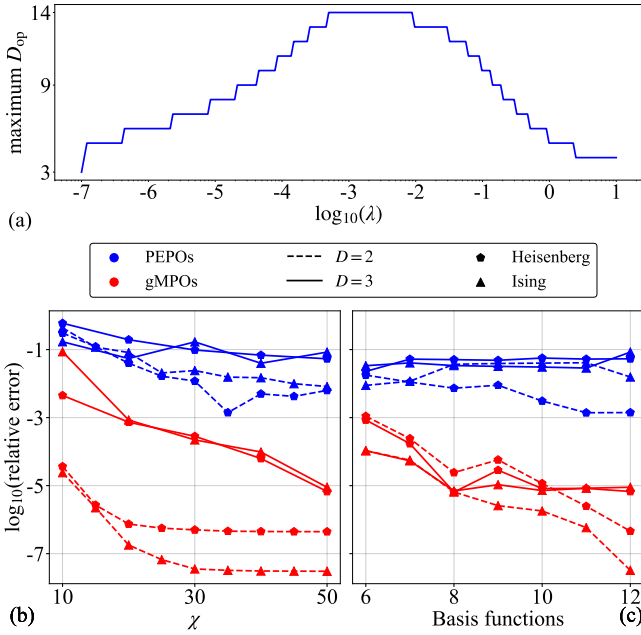 14
9
3
maximum D_op
-7 -6 -5 -4 -3 -2 -1 0 1
log₁₀(λ)
(a)
PEPOs D=2 Heisenberg
gMPOs D=3 Ising
-1
-3
-5
-7
log₁₀(relative error)
10 30 50
χ
(b)
6 8 10 12
Basis functions
(c)